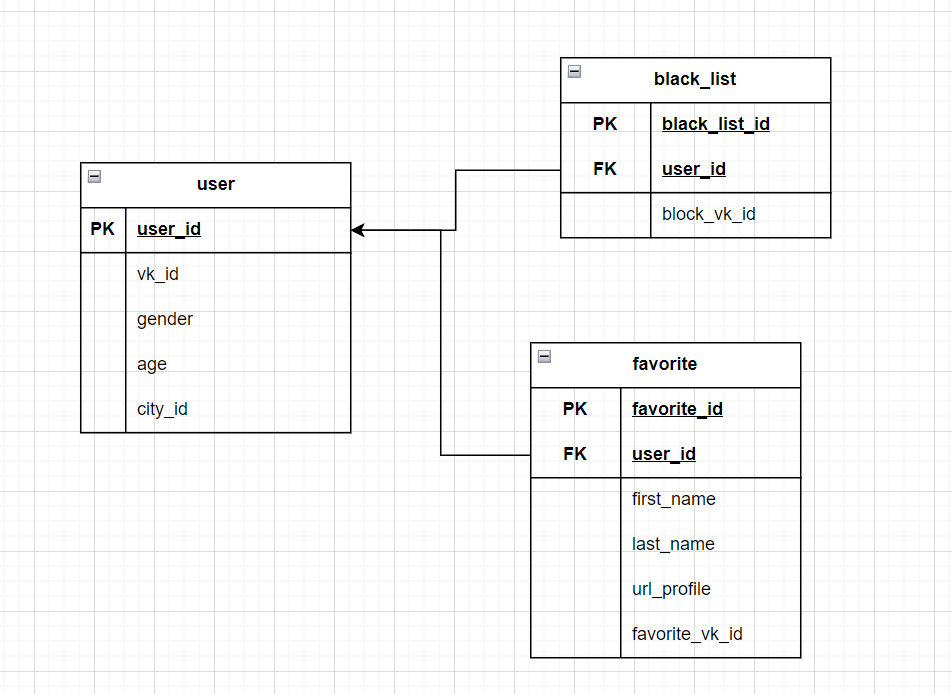 black_list
PK black_list_id
FK user_id
block_vk_id
user
PK user_id
vk_id
gender
age
city_id
favorite
PK favorite_id
FK user_id
first_name
last_name
url_profile
favorite_vk_id